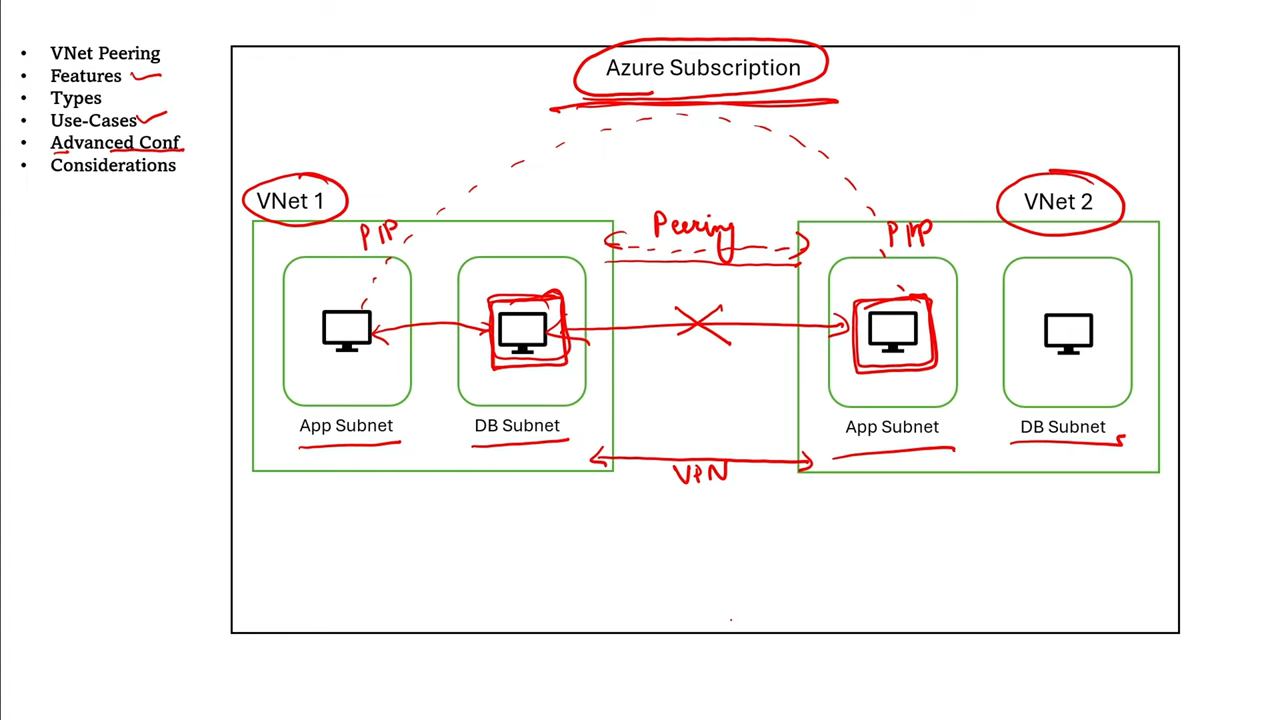 VNet Peering
Features
Types
Use-Cases
Advanced Conf
Considerations
Azure Subscription
VNet 1
VNet 2
PIP
Peering
PIP
App Subnet
DB Subnet
App Subnet
DB Subnet
VPN